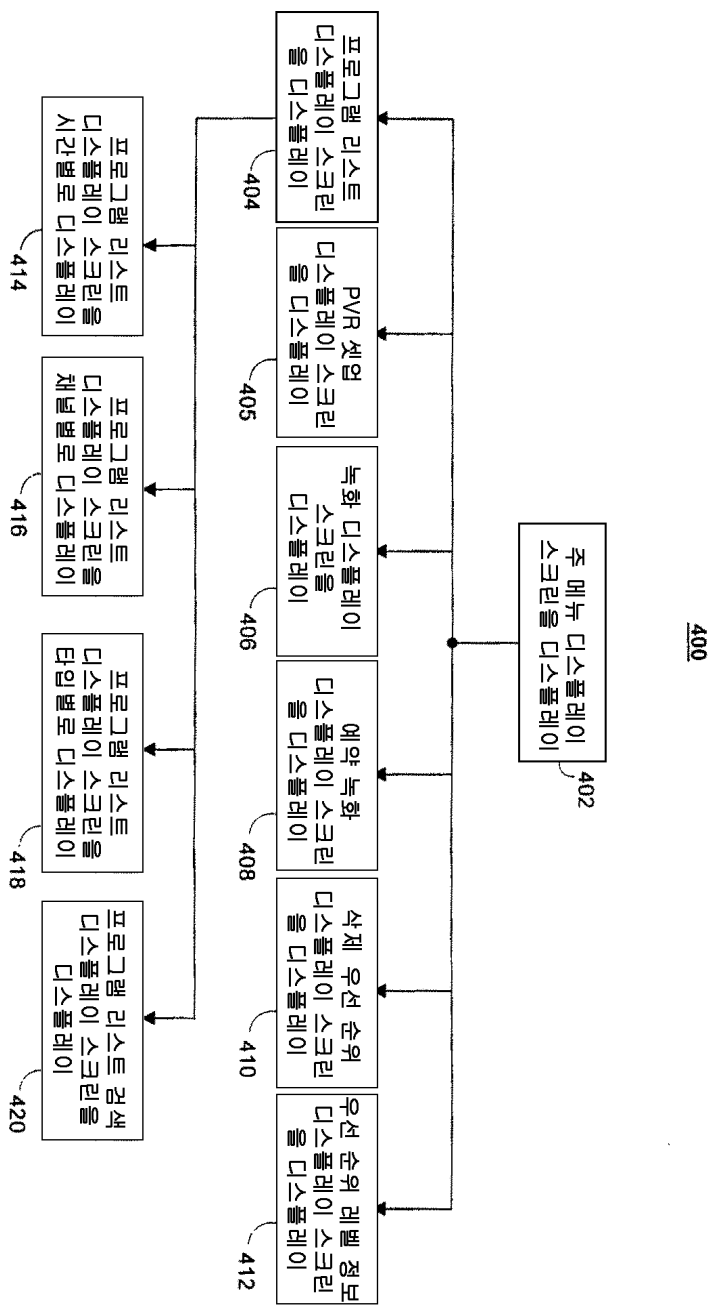 400
주 메뉴 디스플레이
스크린을 디스플레이
402
프로그램 리스트
디스플레이 스크린
을 디스플레이
404
PVR 셋업
디스플레이 스크린
을 디스플레이
405
녹화 디스플레이
스크린을
디스플레이
406
예약 녹화
디스플레이 스크린
을 디스플레이
408
삭제 우선 순위
디스플레이 스크린
을 디스플레이
410
우선 순위 레벨 정보
디스플레이 스크린
을 디스플레이
412
프로그램 리스트
디스플레이 스크린을
시간별로 디스플레이
414
프로그램 리스트
디스플레이 스크린을
채널별로 디스플레이
416
프로그램 리스트
디스플레이 스크린을
타입별로 디스플레이
418
프로그램 리스트 검색
디스플레이 스크린을
디스플레이
420